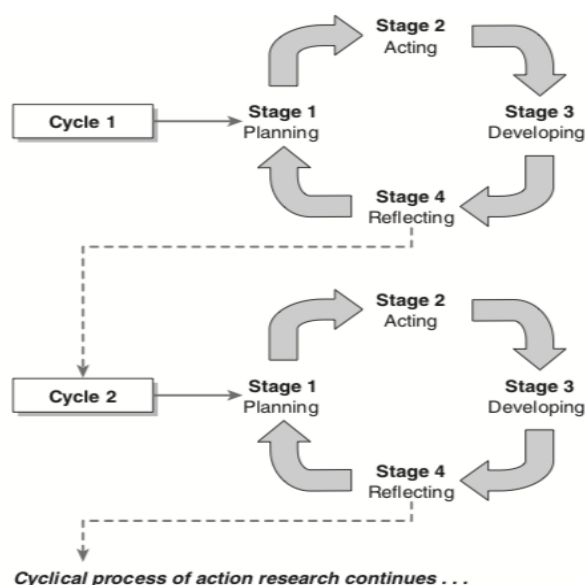 Stage 2
Acting
Cycle 1
Stage 1
Planning
Stage 3
Developing
Stage 4
Reflecting
Stage 2
Acting
Cycle 2
Stage 1
Planning
Stage 3
Developing
Stage 4
Reflecting
Cyclical process of action research continues . . .